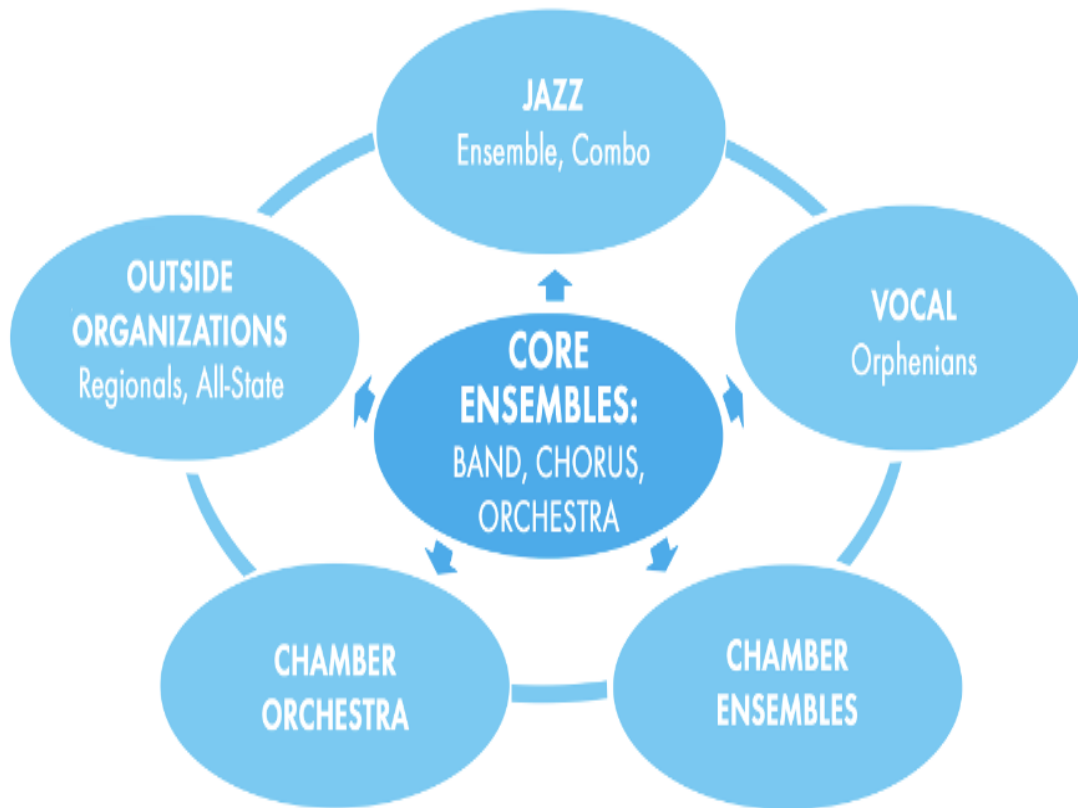 JAZZ
Ensemble, Combo
OUTSIDE
ORGANIZATIONS
Regionals, All-State
VOCAL
Orphenians
CORE
ENSEMBLES:
BAND, CHORUS,
ORCHESTRA
CHAMBER
ORCHESTRA
CHAMBER
ENSEMBLES